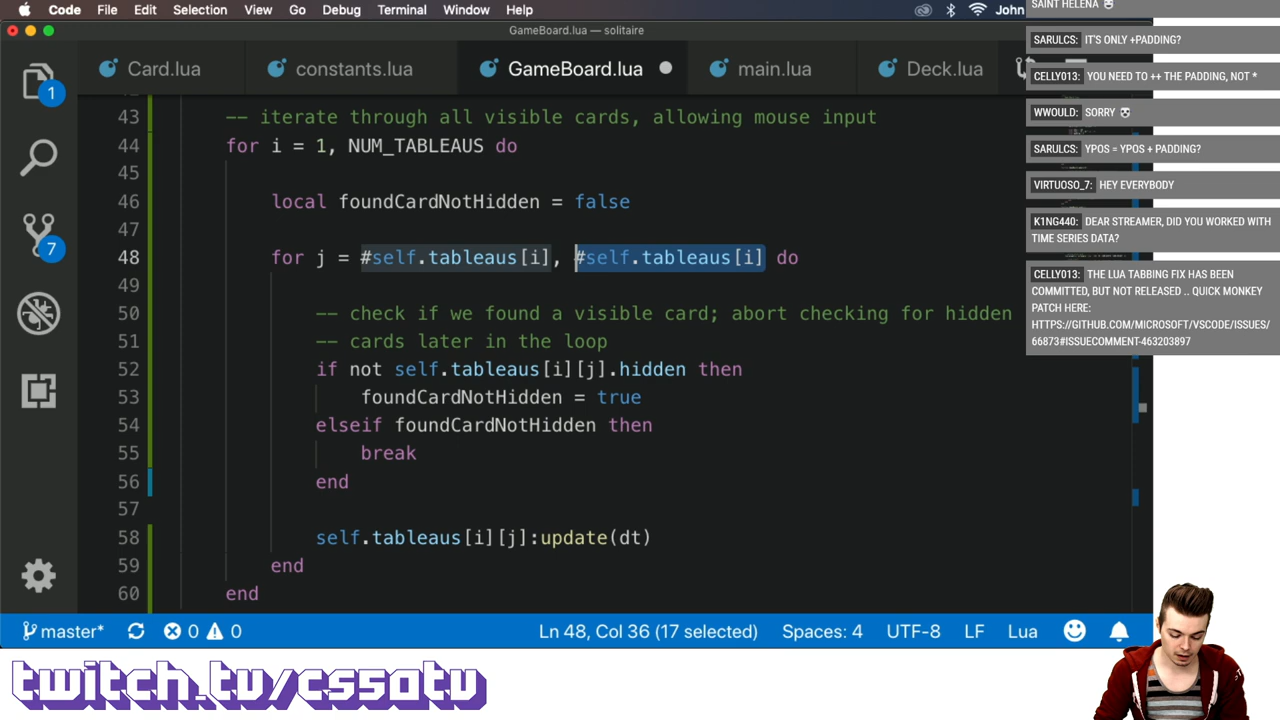 Code File Edit Selection View Go Debug Terminal Window Help John
GameBoard.lua — solitaire
Card.lua constants.lua GameBoard.lua main.lua Deck.lua
43 -- iterate through all visible cards, allowing mouse input
44 for i = 1, NUM_TABLEAUS do
45
46 local foundCardNotHidden = false
47
48 for j = #self.tableaus[i], #self.tableaus[i] do
49
50 -- check if we found a visible card; abort checking for hidden
51 -- cards later in the loop
52 if not self.tableaus[i][j].hidden then
53 foundCardNotHidden = true
54 elseif foundCardNotHidden then
55 break
56 end
57
58 self.tableaus[i][j]:update(dt)
59 end
60 end
1
7
master* 0 0 Ln 48, Col 36 (17 selected) Spaces: 4 UTF-8 LF Lua
SAINT HELENA
SARULCS: IT'S ONLY +PADDING?
CELLY013: YOU NEED TO ++ THE PADDING, NOT *
WWOULD: SORRY
SARULCS: YPOS = YPOS + PADDING?
VIRTUOSO_7: HEY EVERYBODY
K1NG440: DEAR STREAMER, DID YOU WORKED WITH
TIME SERIES DATA?
CELLY013: THE LUA TABBING FIX HAS BEEN
COMMITTED, BUT NOT RELEASED .. QUICK MONKEY
PATCH HERE:
HTTPS://GITHUB.COM/MICROSOFT/VSCODE/ISSUES/
66873#ISSUECOMMENT-463203897
twitch.tv/cs50tv